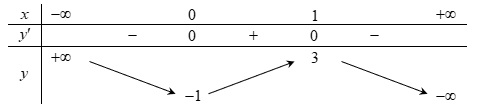 x −∞ 0 1 +∞
y′ − 0 + 0 −
+∞ 3
y
−1 −∞